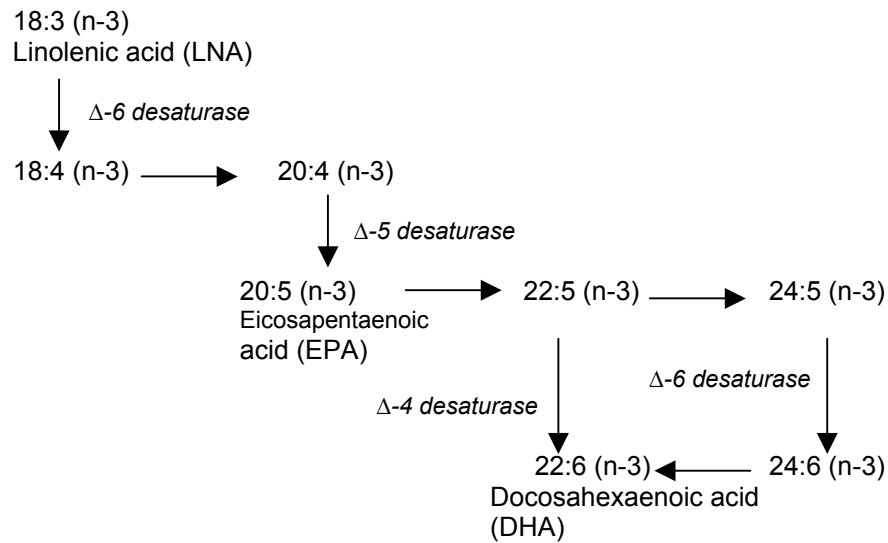 18:3 (n-3)
Linolenic acid (LNA)
Δ-6 desaturase
18:4 (n-3)
20:4 (n-3)
Δ-5 desaturase
20:5 (n-3)
Eicosapentaenoic
acid (EPA)
22:5 (n-3)
24:5 (n-3)
Δ-4 desaturase
Δ-6 desaturase
22:6 (n-3)
Docosahexaenoic acid
(DHA)
24:6 (n-3)